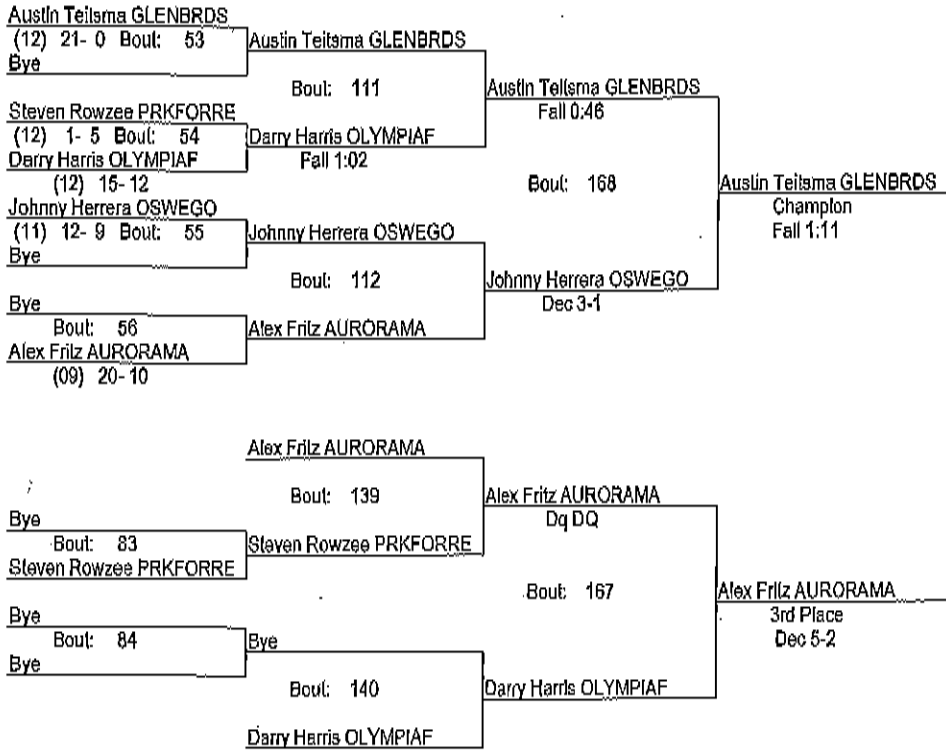 Austin Teitsma GLENBRDS
(12) 21- 0 Bout: 53
Bye
Austin Teitsma GLENBRDS
Bout: 111
Steven Rowzee PRKFORRE
(12) 1- 5 Bout: 54
Darry Harris OLYMPIAF
(12) 15-12
Darry Harris OLYMPIAF
Fall 1:02
Austin Teitsma GLENBRDS
Fall 0:46
Bout: 168
Johnny Herrera OSWEGO
(11) 12- 9 Bout: 55
Bye
Johnny Herrera OSWEGO
Bout: 112
Bye
Bout: 56
Alex Fritz AURORAMA
(09) 20-10
Alex Fritz AURORAMA
Johnny Herrera OSWEGO
Dec 3-1
Austin Teitsma GLENBRDS
Champion
Fall 1:11
Alex Fritz AURORAMA
Bout: 139
Bye
Bout: 83
Steven Rowzee PRKFORRE
Steven Rowzee PRKFORRE
Alex Fritz AURORAMA
Dq DQ
Bout: 167
Bye
Bout: 84
Bye
Bye
Bout: 140
Darry Harris OLYMPIAF
Darry Harris OLYMPIAF
Alex Fritz AURORAMA
3rd Place
Dec 5-2